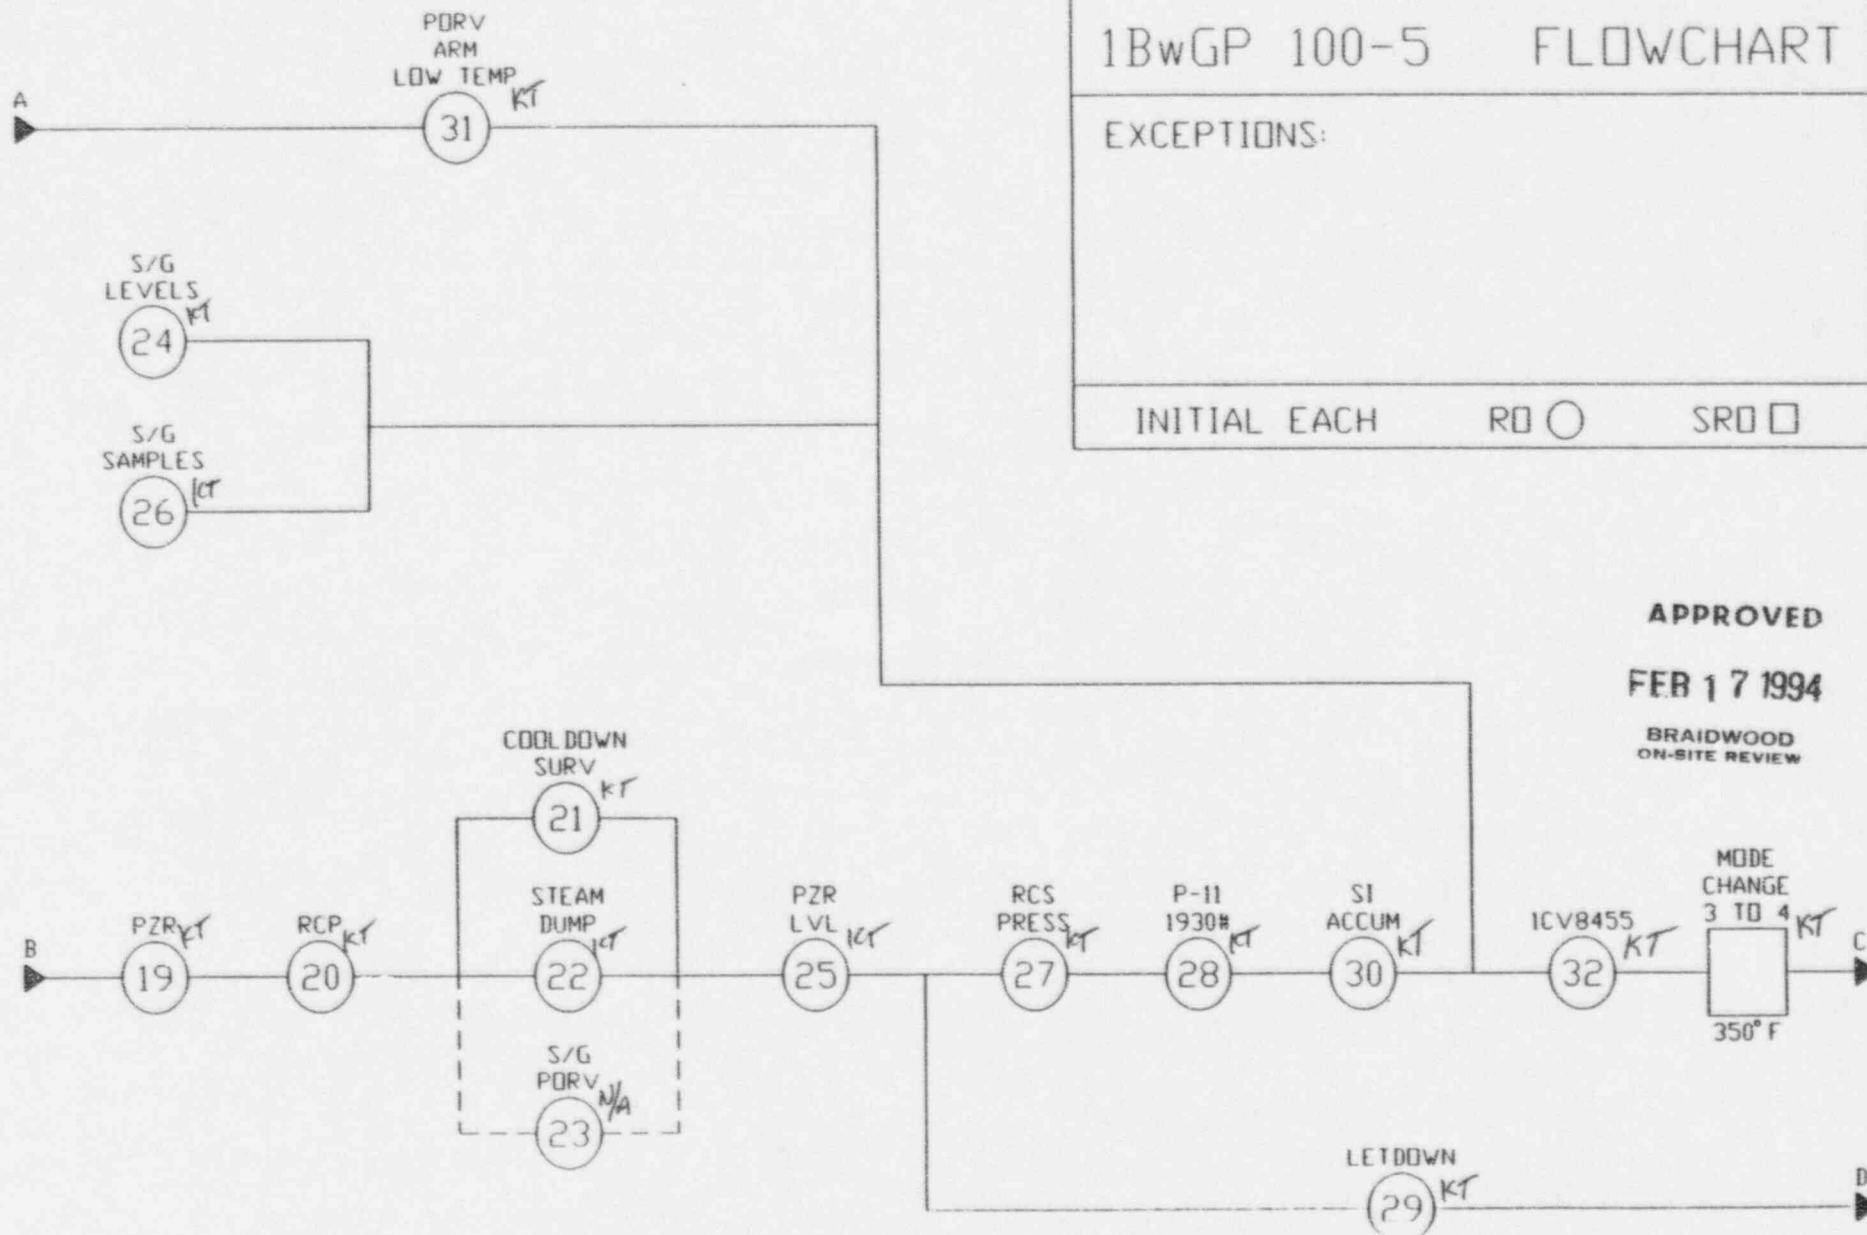 1BwGP 100-5 FLOWCHART
EXCEPTIONS:
INITIAL EACH RO SRO
A
PORV
ARM
LOW TEMP KT
31
S/G
LEVELS KT
24
S/G
SAMPLES KT
26
APPROVED
FEB 17 1994
BRAIDWOOD
ON-SITE REVIEW
B
PZR KT
19
RCP KT
20
COOLDOWN
SURV KT
21
STEAM
DUMP KT
22
S/G
PORV N/A
23
PZR
LVL KT
25
RCS
PRESS KT
27
P-11
1930# KT
28
SI
ACCUM KT
30
1CV8455 KT
32
MODE
CHANGE
3 TO 4 KT
350° F
C
LETDOWN KT
29
D